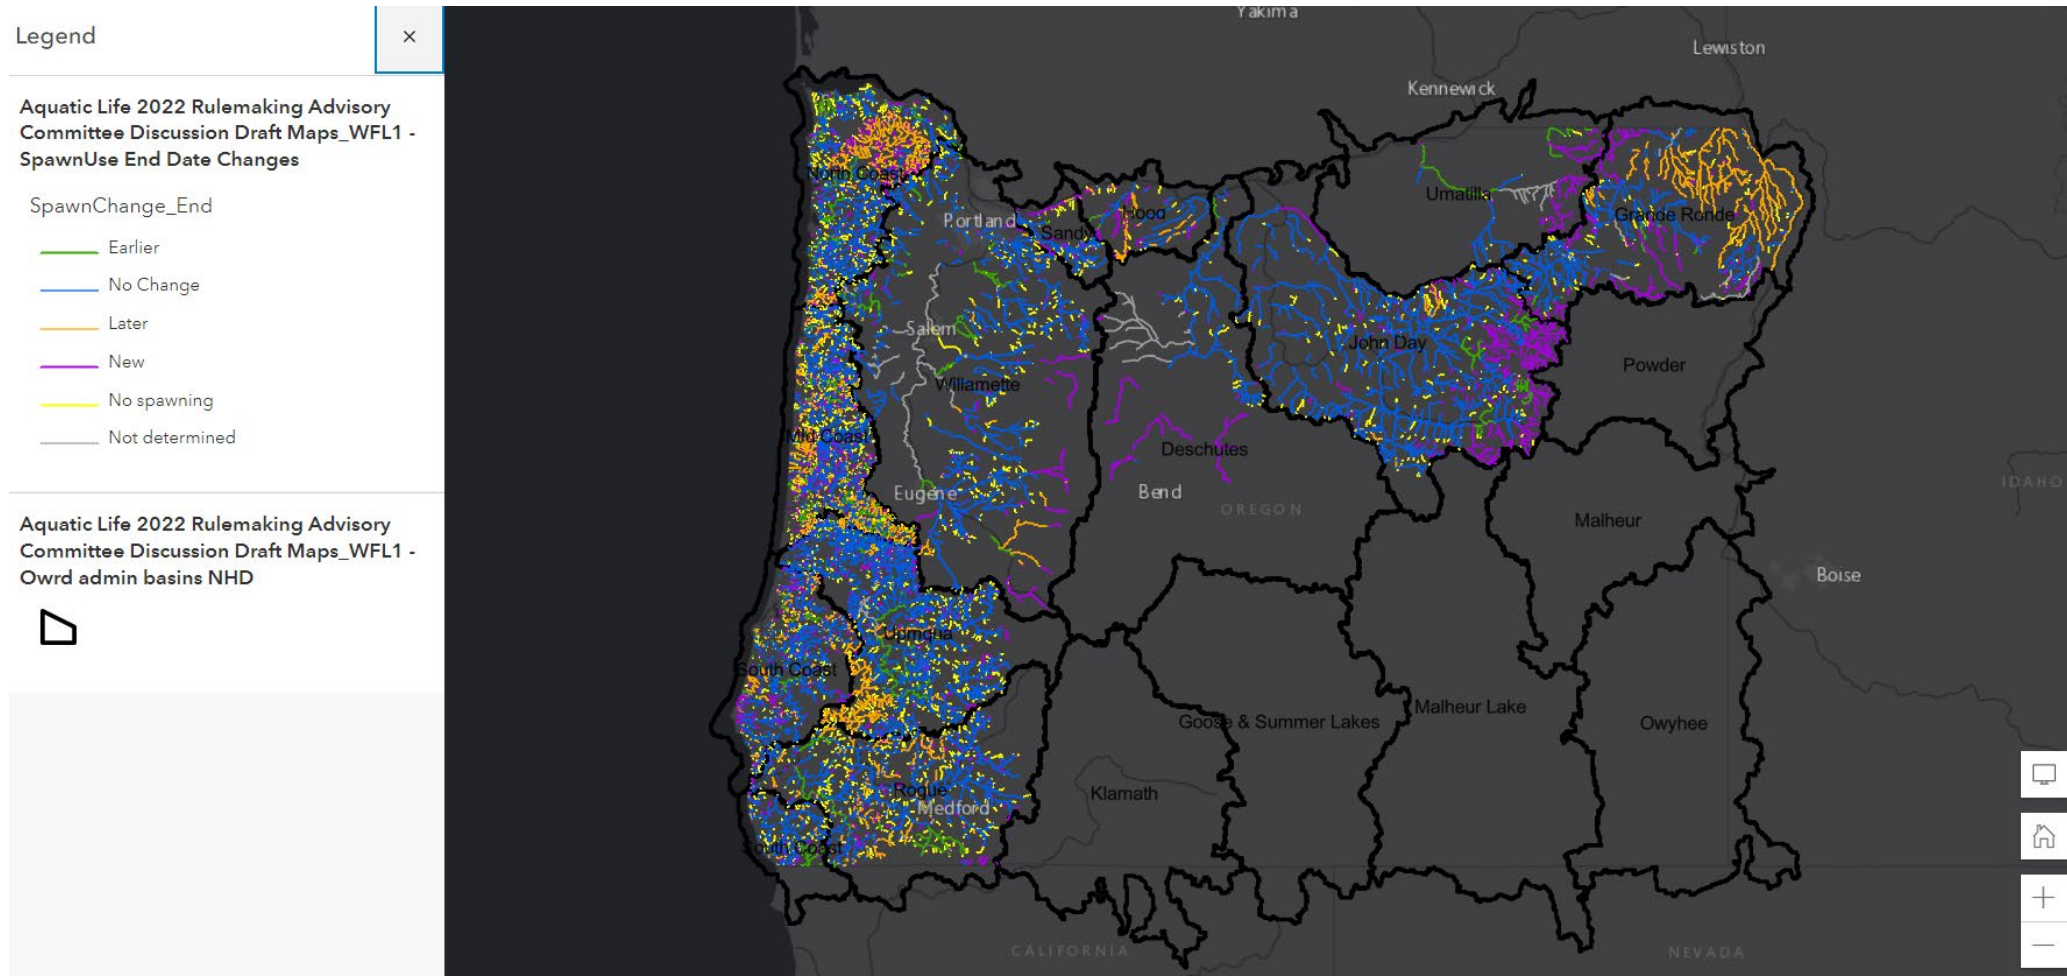 Legend
×
Aquatic Life 2022 Rulemaking Advisory
Committee Discussion Draft Maps_WFL1 -
SpawnUse End Date Changes
SpawnChange_End
Earlier
No Change
Later
New
No spawning
Not determined
Aquatic Life 2022 Rulemaking Advisory
Committee Discussion Draft Maps_WFL1 -
Owrd admin basins NHD
Yakima
Lewiston
Kennewick
North Coast
Umatilla
Portland
Hood
Grande Ronde
Sandy
Salem
John Day
Powder
Willamette
Mid Coast
Deschutes
Eugene
Bend
IDAHO
OREGON
Malheur
Boise
Umpqua
South Coast
Malheur Lake
Goose & Summer Lakes
Owyhee
Rogue
Klamath
Medford
South Coast
CALIFORNIA
NEVADA
+
−